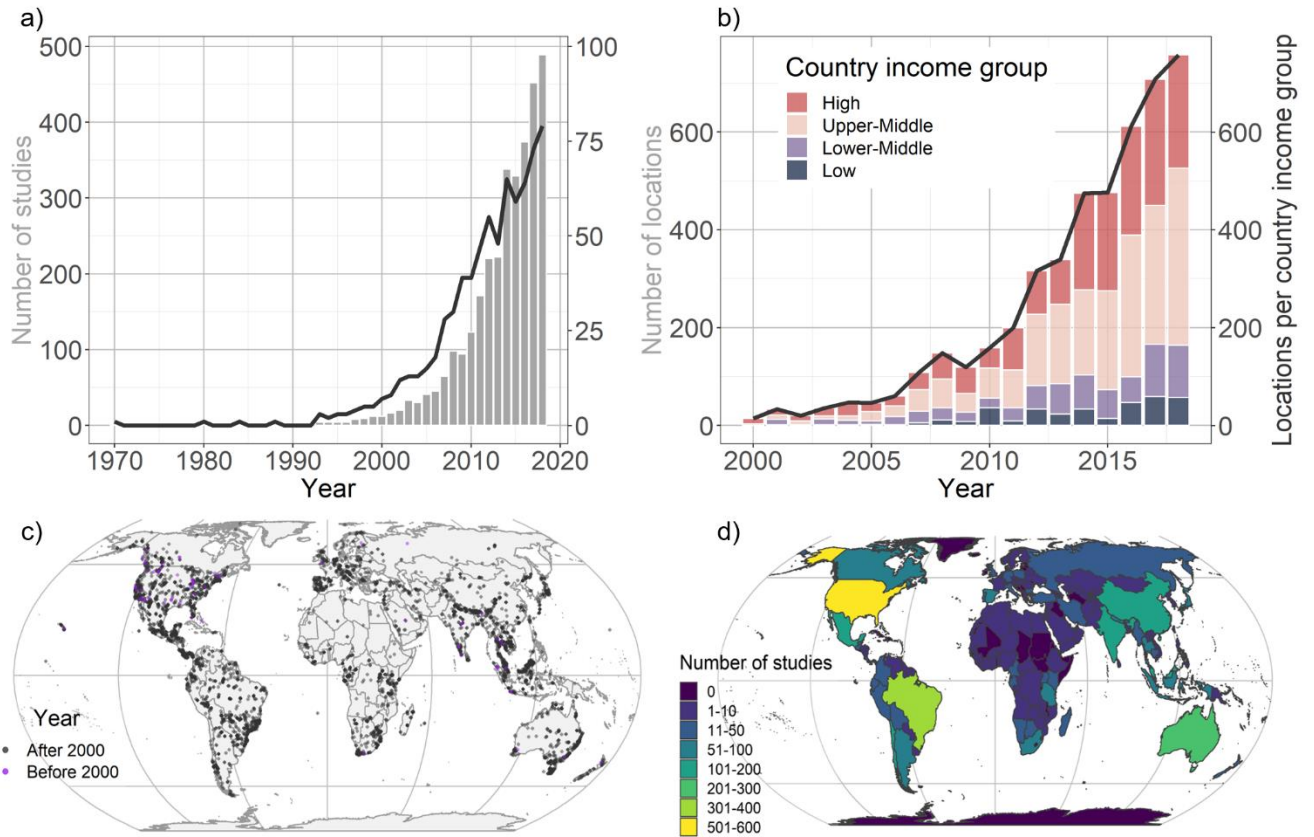 a)
500
400
300
200
100
0
Number of studies
100
75
50
25
0
1970 1980 1990 2000 2010 2020
Year
b)
600
400
200
0
Number of locations
Country income group
High
Upper-Middle
Lower-Middle
Low
600
400
200
0
Locations per country income group
2000 2005 2010 2015
Year
c)
Year
After 2000
Before 2000
d)
Number of studies
0
1-10
11-50
51-100
101-200
201-300
301-400
501-600